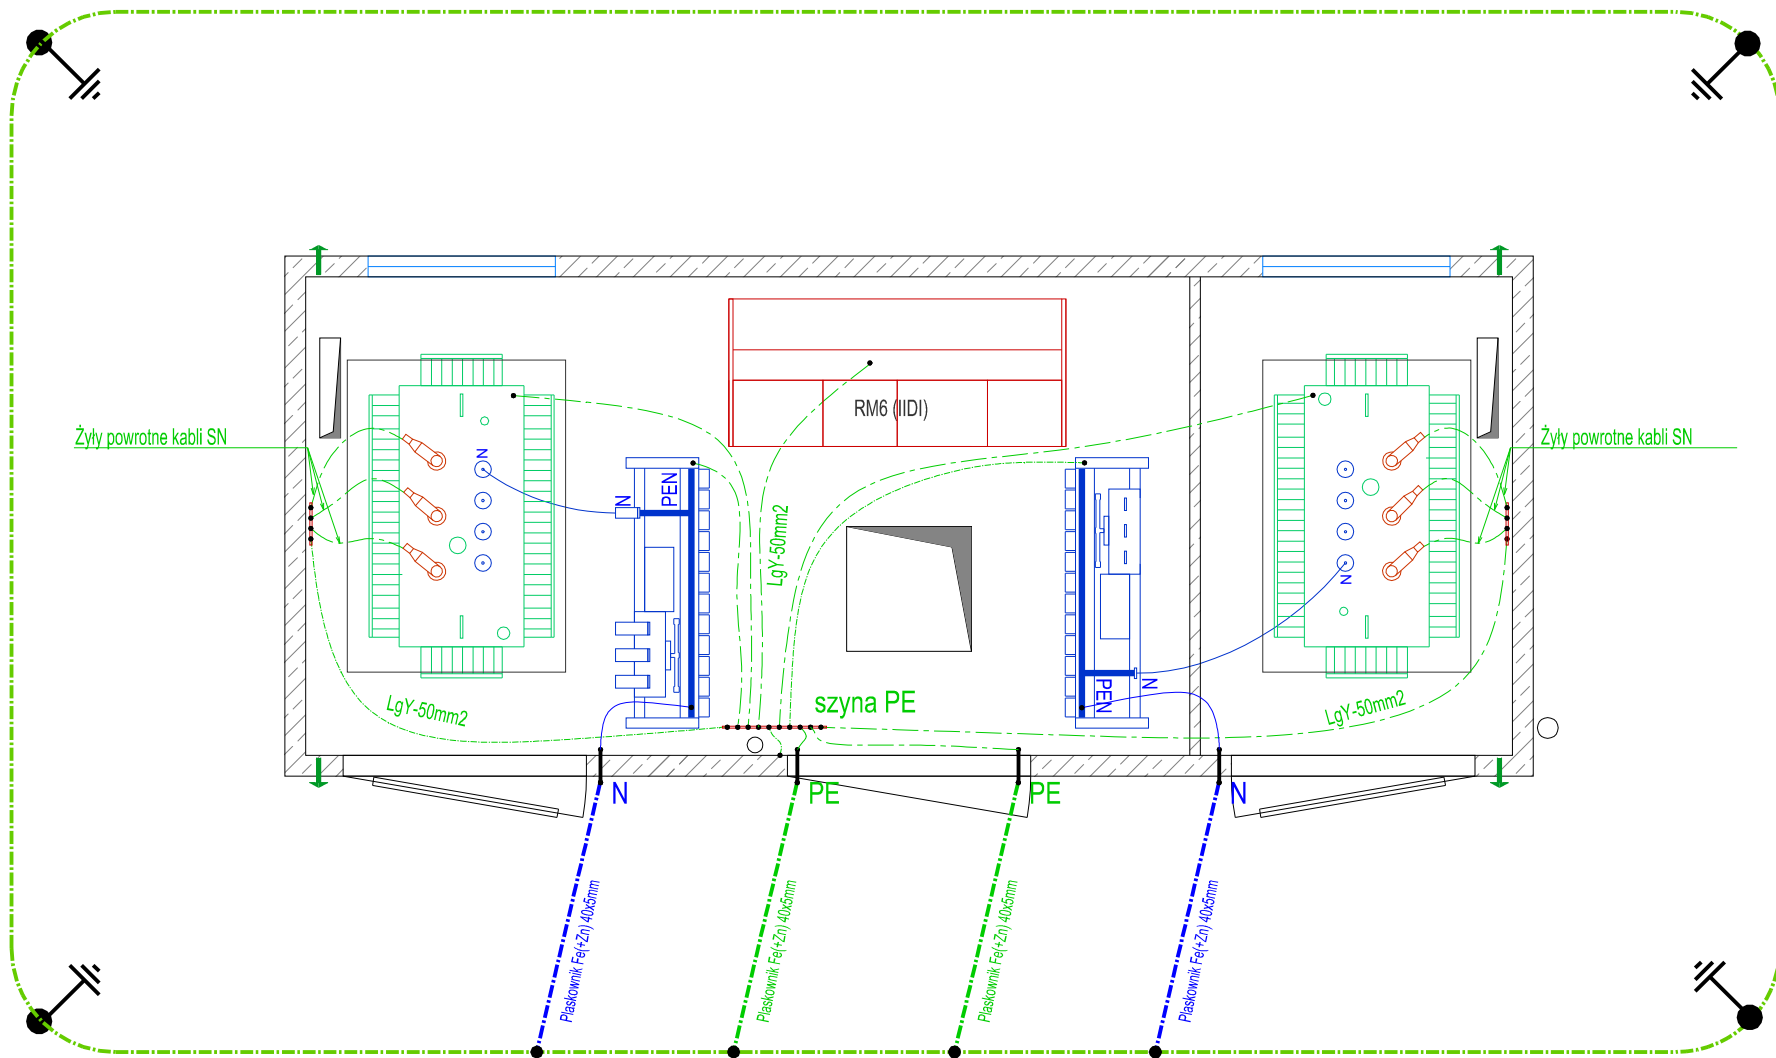 RM6 (IIDI)
Żyły powrotne kabli SN
Żyły powrotne kabli SN
N
N
PEN
LgY-50mm2
N
PEN
N
LgY-50mm2
szyna PE
LgY-50mm2
N
PE
PE
N
Płaskownik Fe(+Zn) 40x5mm
Płaskownik Fe(+Zn) 40x5mm
Płaskownik Fe(+Zn) 40x5mm
Płaskownik Fe(+Zn) 40x5mm